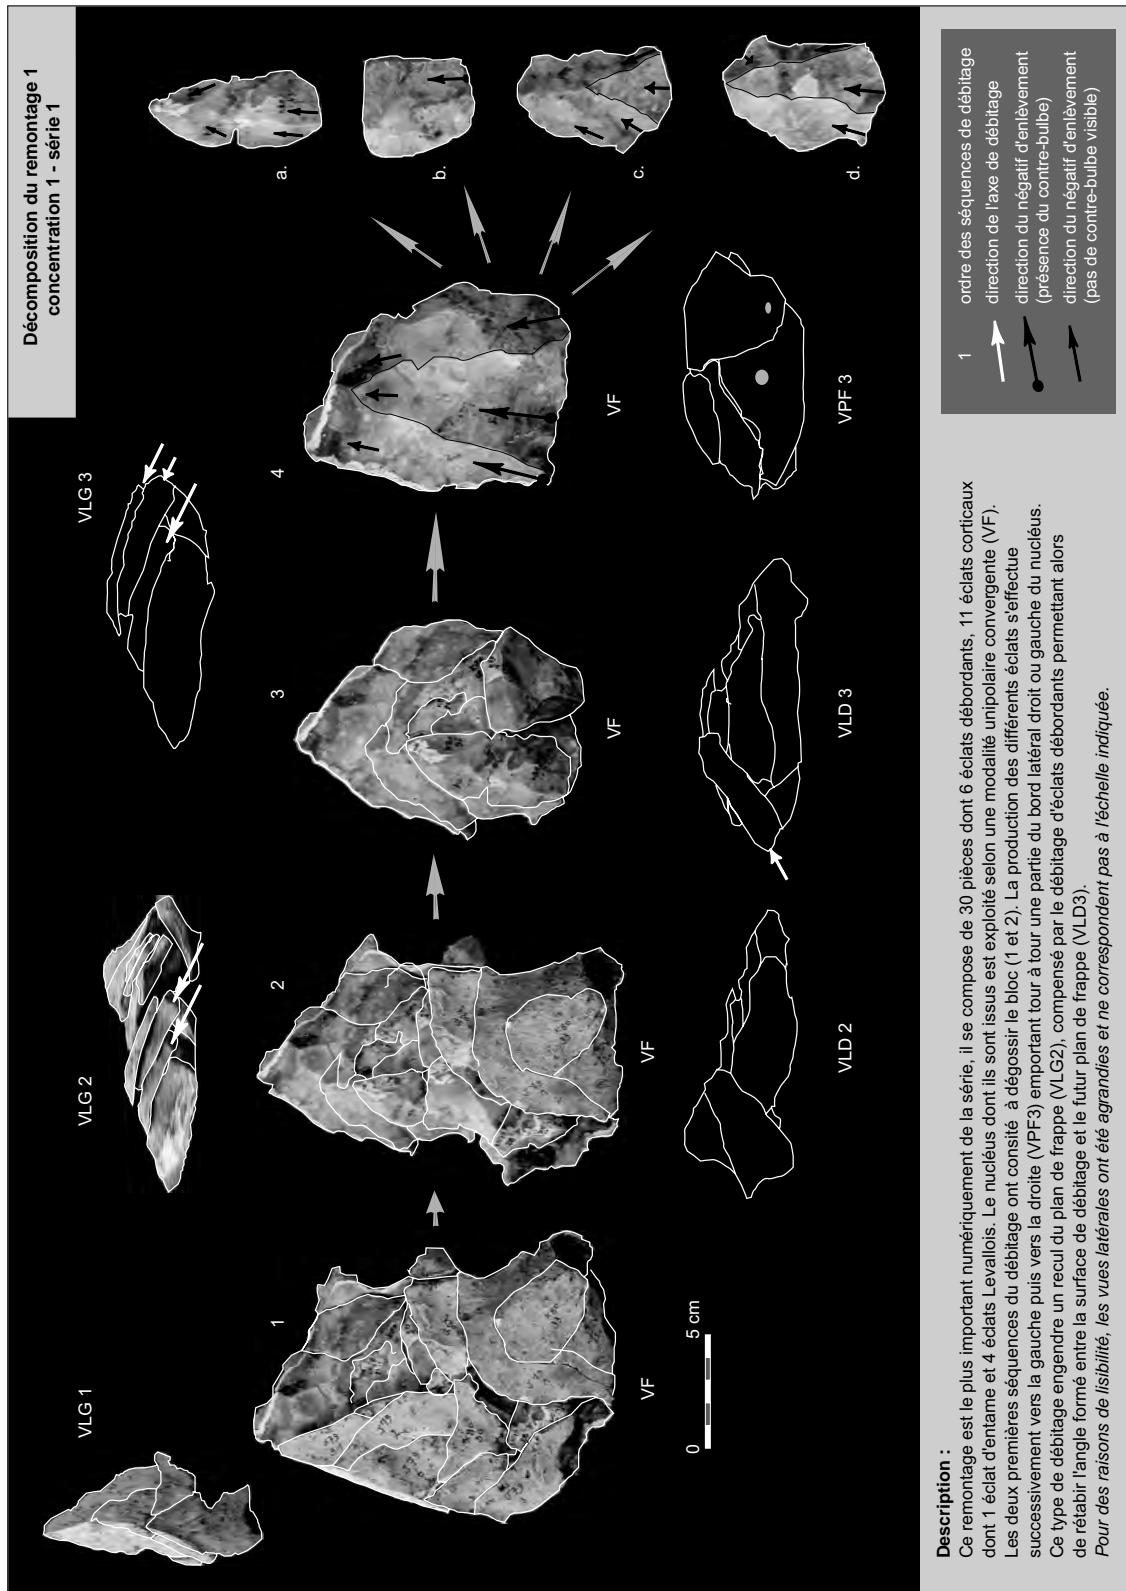 Décomposition du remontage 1
concentration 1 - série 1
VLG 1
VLG 2
VLG 3
1
2
3
4
VF
VF
VF
VF
a.
b.
c.
d.
0
5 cm
VLD 2
VLD 3
VPF 3
Description :
Ce remontage est le plus important numériquement de la série, il se compose de 30 pièces dont 6 éclats débordants, 11 éclats corticaux
dont 1 éclat d'entame et 4 éclats Levallois. Le nucléus dont ils sont issus est exploité selon une modalité unipolaire convergente (VF).
Les deux premières séquences du débitage ont consité à dégossir le bloc (1 et 2). La production des différents éclats s'effectue
successivement vers la gauche puis vers la droite (VPF3) emportant tour à tour une partie du bord latéral droit ou gauche du nucléus.
Ce type de débitage engendre un recul du plan de frappe (VLG2), compensé par le débitage d'éclats débordants permettant alors
de rétabir l'angle formé entre la surface de débitage et le futur plan de frappe (VLD3).
Pour des raisons de lisibilité, les vues latérales ont été agrandies et ne correspondent pas à l'échelle indiquée.
1
ordre des séquences de débitage
direction de l'axe de débitage
direction du négatif d'enlèvement
(présence du contre-bulbe)
direction du négatif d'enlèvement
(pas de contre-bulbe visible)